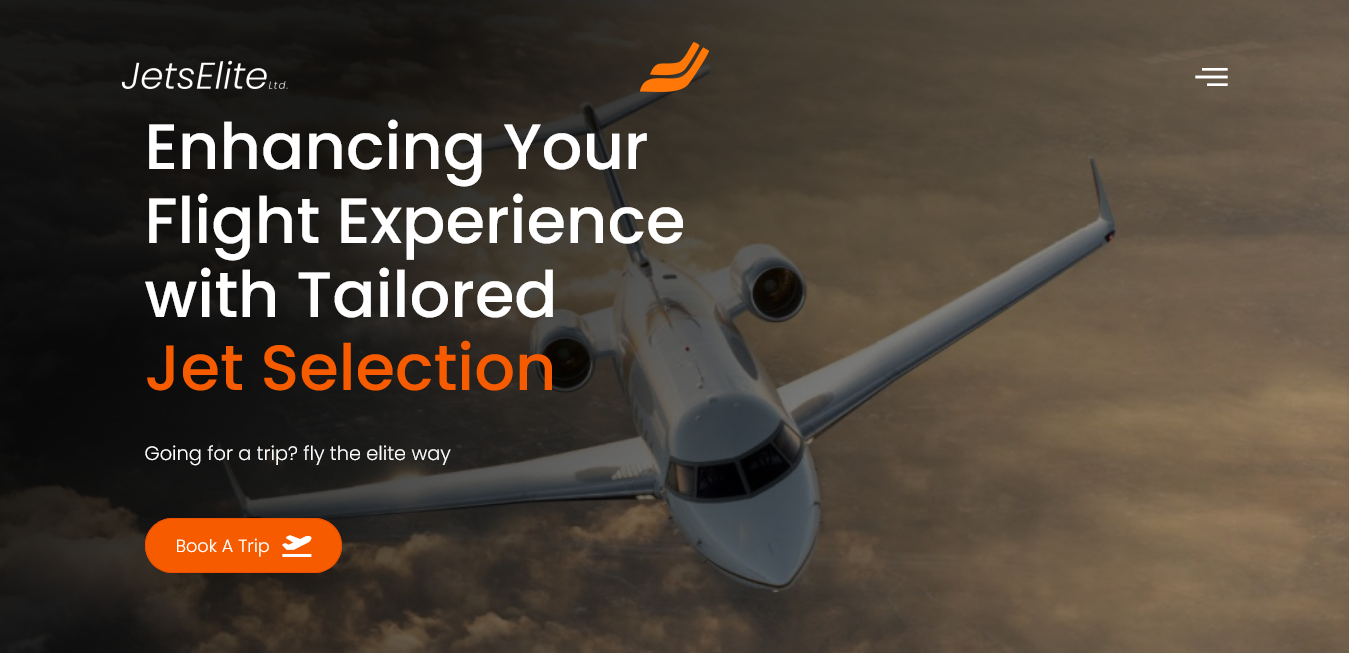 JetsElite Ltd.
Enhancing Your
Flight Experience
with Tailored
Jet Selection
Going for a trip? fly the elite way
Book A Trip